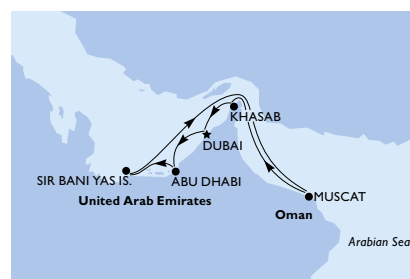 KHASAB
DUBAI
SIR BANI YAS IS.
ABU DHABI
United Arab Emirates
MUSCAT
Oman
Arabian Sea